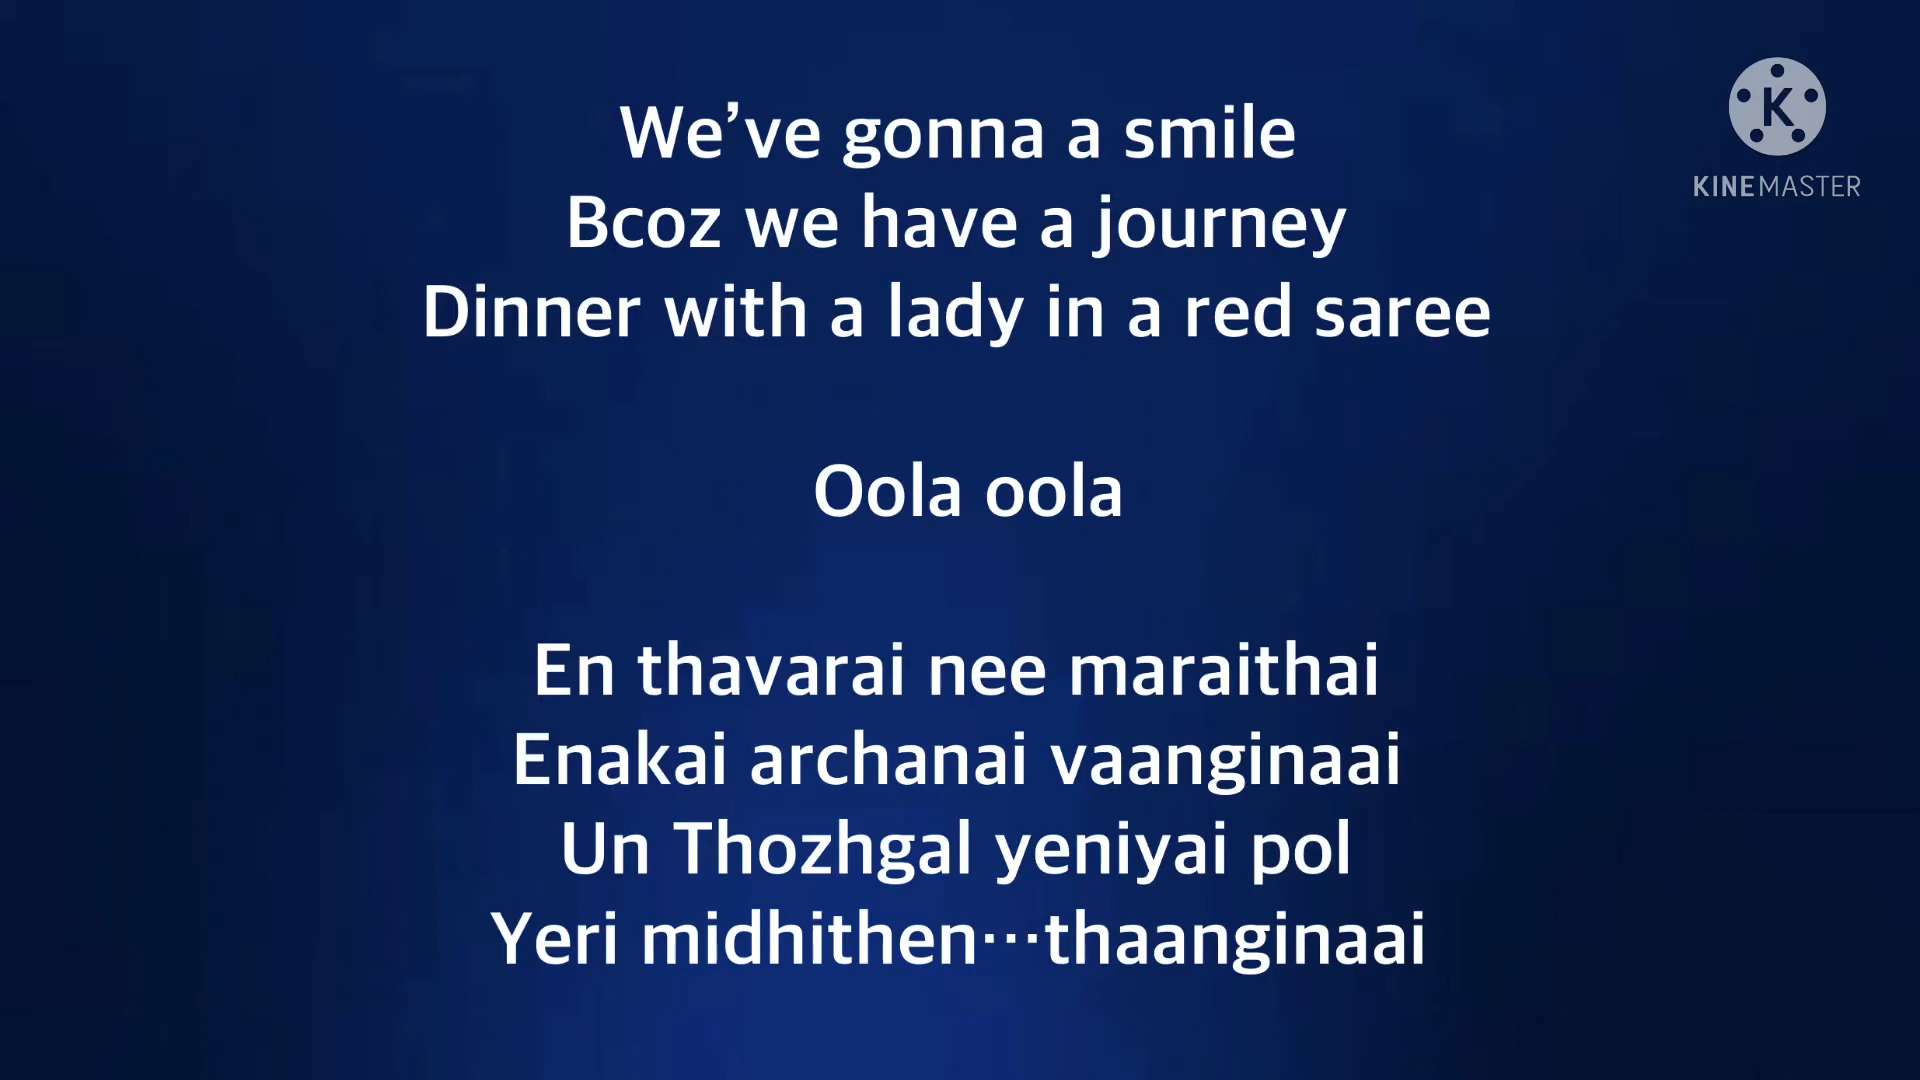 We’ve gonna a smile
Bcoz we have a journey
Dinner with a lady in a red saree
Oola oola
En thavarai nee maraithai
Enakai archanai vaanginaai
Un Thozhgal yeniyai pol
Yeri midhithen⋯thaanginaai
K
KINEMASTER